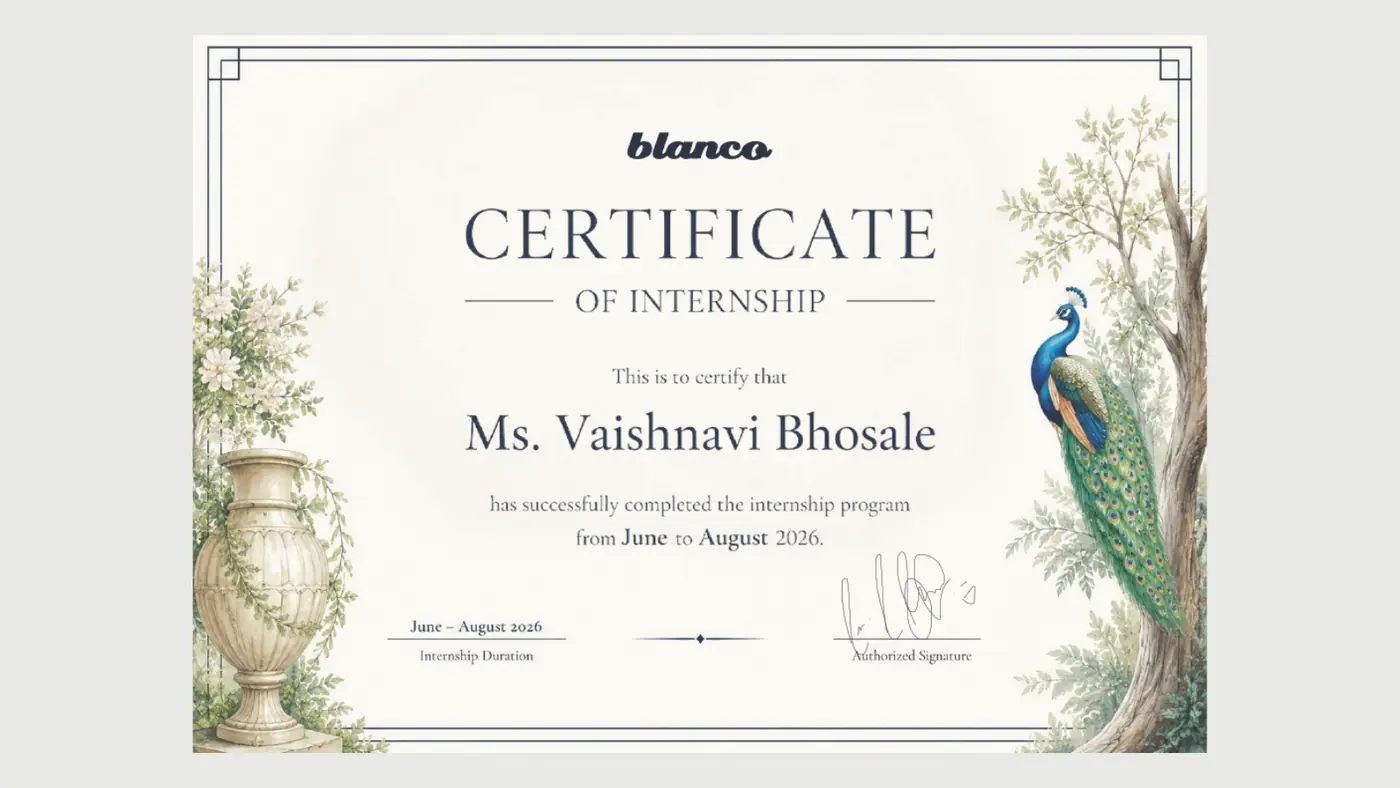 blanco
CERTIFICATE
OF INTERNSHIP
This is to certify that
Ms. Vaishnavi Bhosale
has successfully completed the internship program
from June to August 2026.
June – August 2026
Internship Duration
Authorized Signature